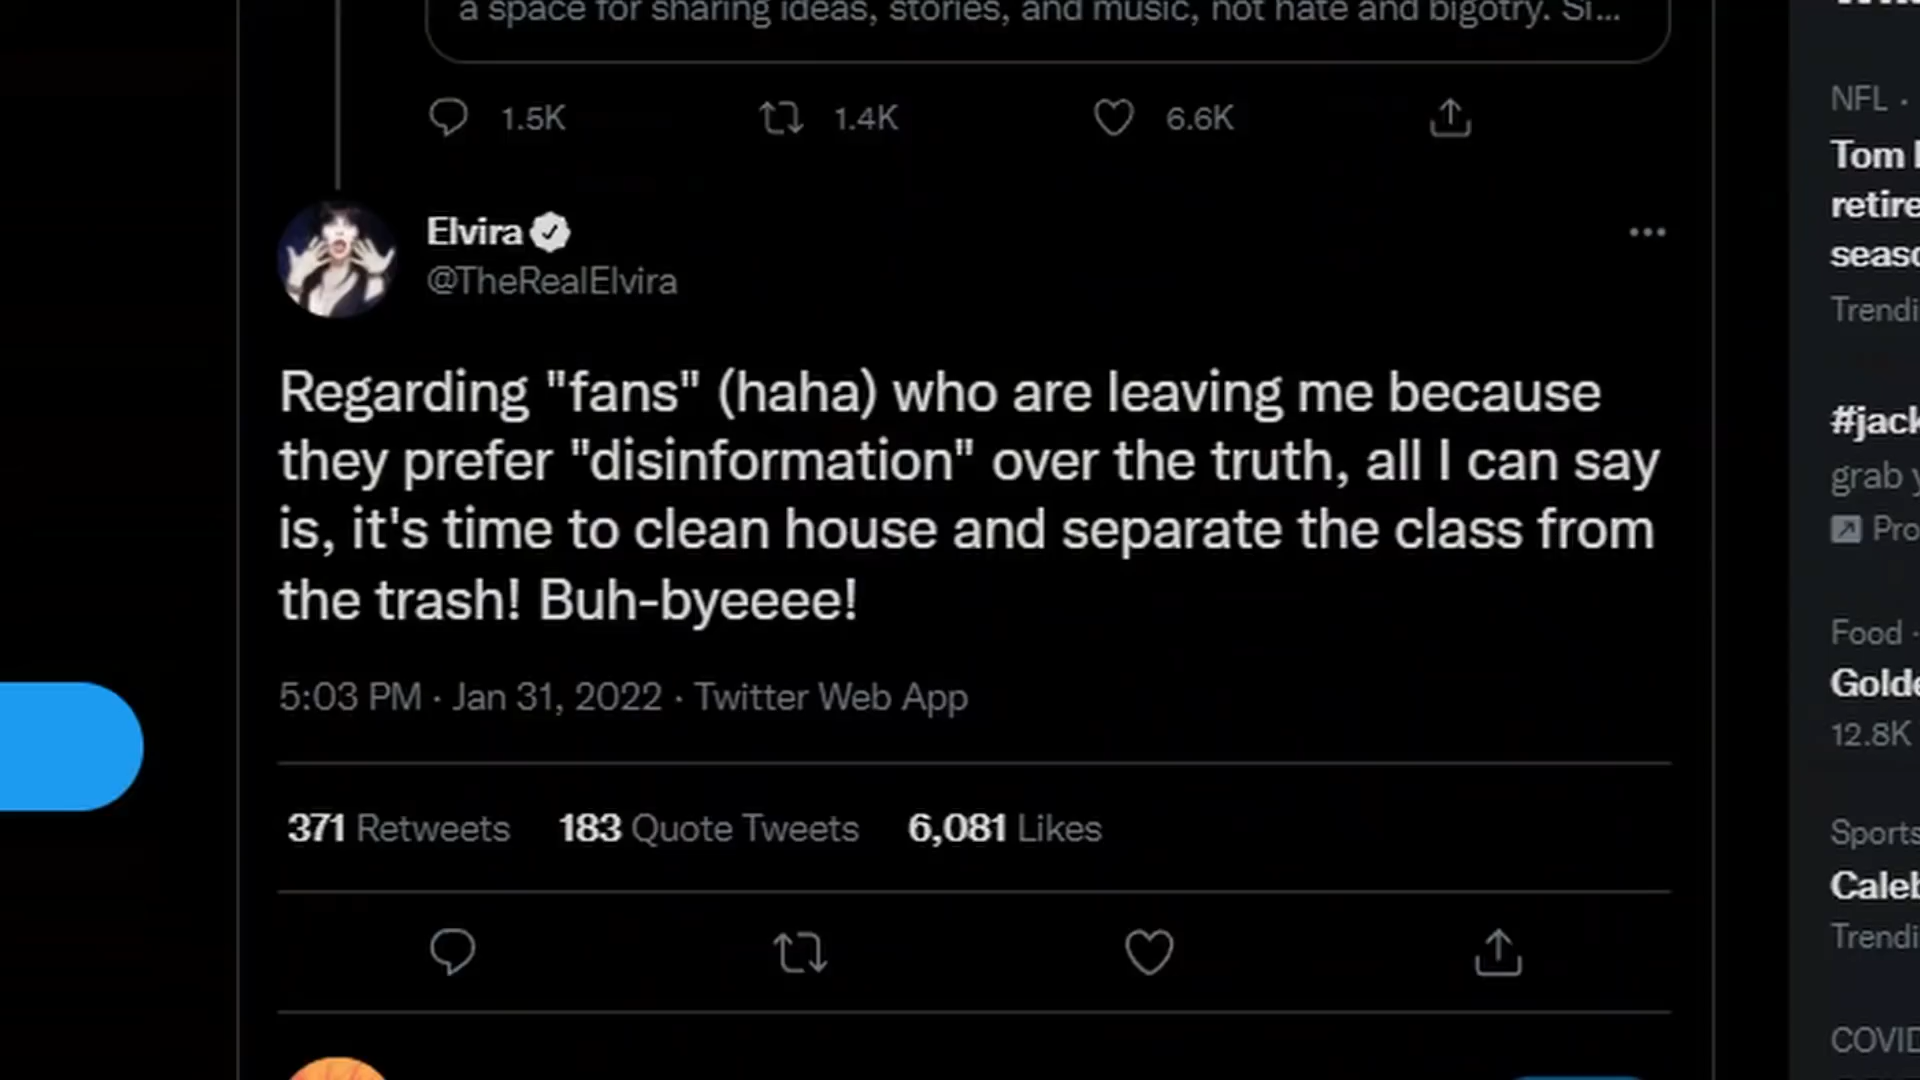 a space for sharing ideas, stories, and music, not hate and bigotry. Si...
1.5K 1.4K 6.6K
Elvira
@TheRealElvira
Regarding "fans" (haha) who are leaving me because
they prefer "disinformation" over the truth, all I can say
is, it's time to clean house and separate the class from
the trash! Buh-byeeee!
5:03 PM · Jan 31, 2022 · Twitter Web App
371 Retweets 183 Quote Tweets 6,081 Likes
NFL ·
Tom
retire
seaso
Trendi
#jack
grab y
Pro
Food ·
Golde
12.8K
Sports
Caleb
Trendi
COVID